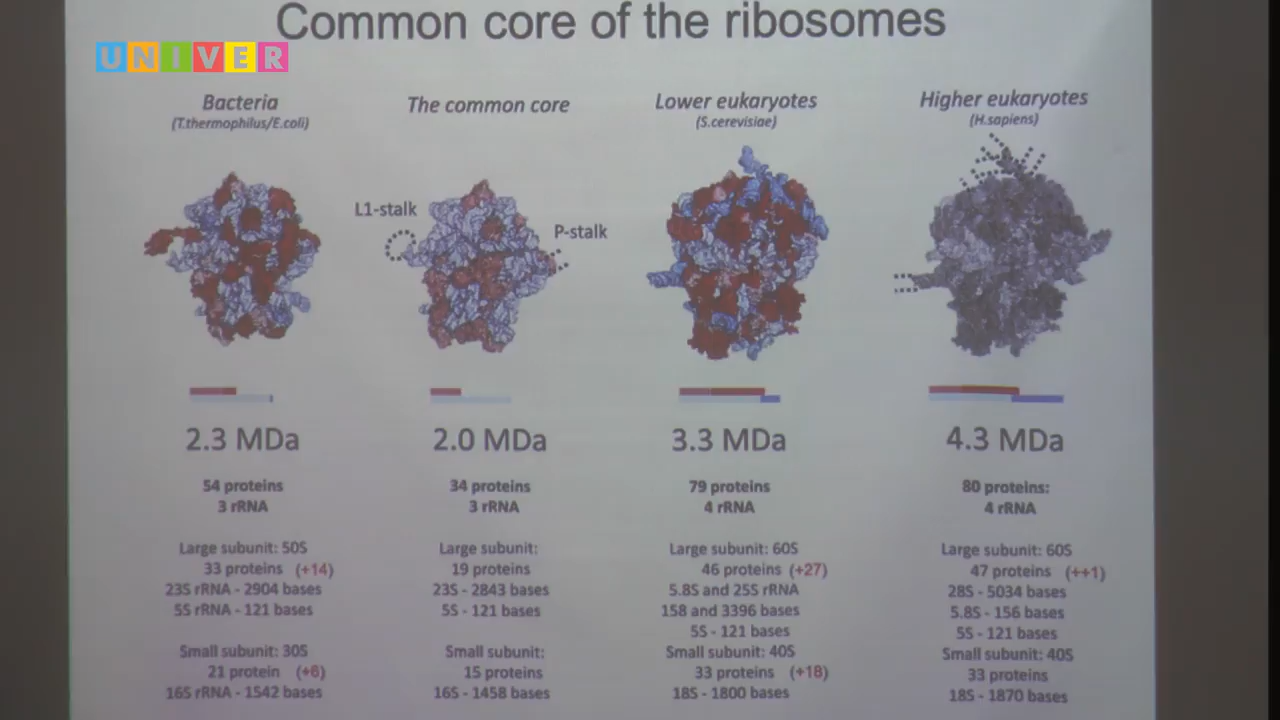 Common core of the ribosomes
UNIVER
Bacteria
(T.thermophilus/E.coli)
The common core
Lower eukaryotes
(S.cerevisiae)
Higher eukaryotes
(H.sapiens)
L1-stalk
P-stalk
2.3 MDa
54 proteins
3 rRNA
Large subunit: 50S
33 proteins (+14)
23S rRNA - 2904 bases
5S rRNA - 121 bases
Small subunit: 30S
21 protein (+6)
16S rRNA - 1542 bases
2.0 MDa
34 proteins
3 rRNA
Large subunit:
19 proteins
23S - 2843 bases
5S - 121 bases
Small subunit:
15 proteins
16S - 1458 bases
3.3 MDa
79 proteins
4 rRNA
Large subunit: 60S
46 proteins (+27)
5.8S and 25S rRNA
158 and 3396 bases
5S - 121 bases
Small subunit: 40S
33 proteins (+18)
18S - 1800 bases
4.3 MDa
80 proteins:
4 rRNA
Large subunit: 60S
47 proteins (++1)
28S - 5034 bases
5.8S - 156 bases
5S - 121 bases
Small subunit: 40S
33 proteins
18S - 1870 bases